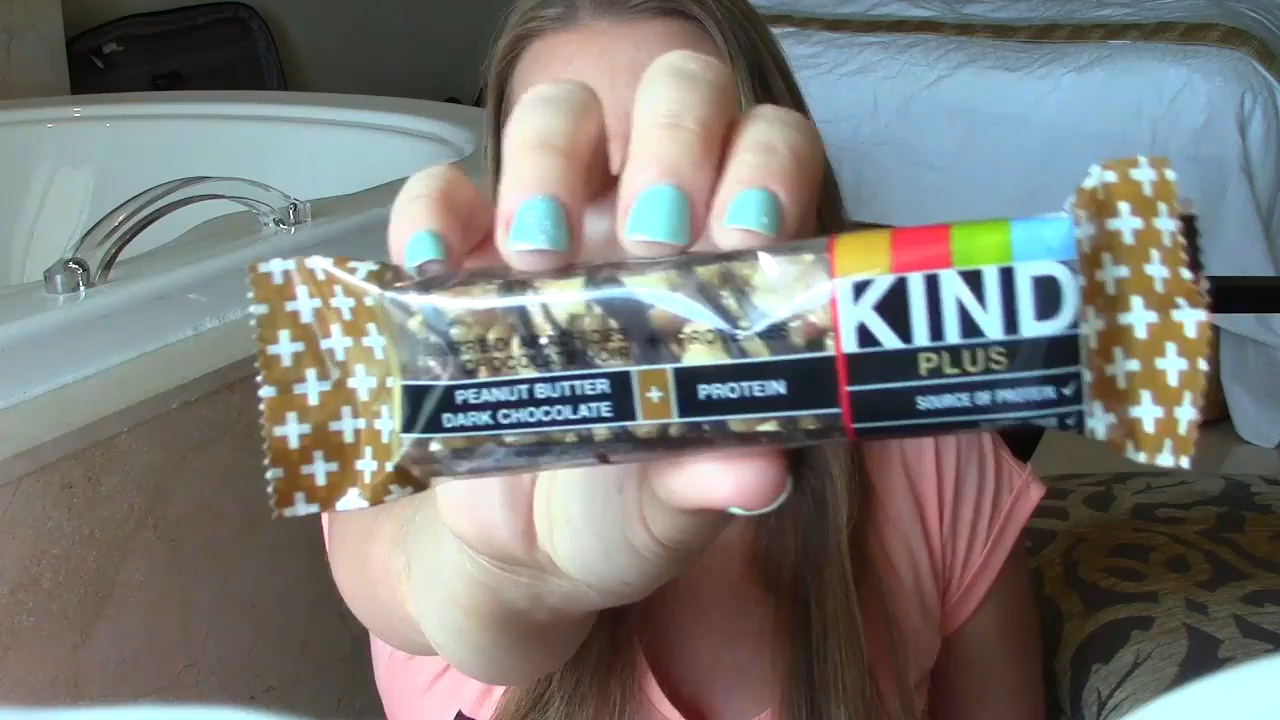 PEANUT BUTTER
DARK CHOCOLATE
+
PROTEIN
KIND
PLUS
SOURCE OF PROTEIN ✓